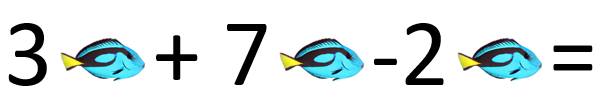 3 + 7 -2 =